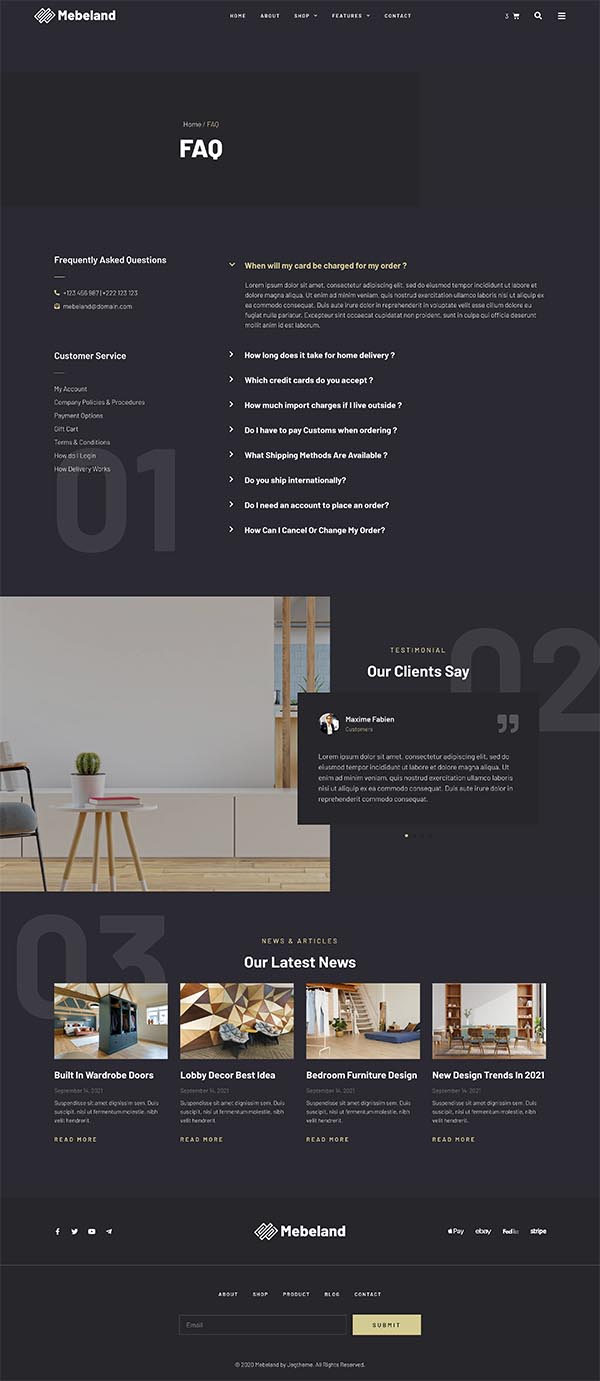 Mebeland
HOME ABOUT SHOP FEATURES CONTACT
3
Home / FAQ
FAQ
Frequently Asked Questions
+123 456 987 | +222 123 123
mebeland@domain.com
Customer Service
My Account
Company Policies & Procedures
Payment Options
Gift Cart
Terms & Conditions
How do I Login
How Delivery Works
01
When will my card be charged for my order ?
Lorem ipsum dolor sit amet, consectetur adipiscing elit, sed do eiusmod tempor incididunt ut labore et
dolore magna aliqua. Ut enim ad minim veniam, quis nostrud exercitation ullamco laboris nisi ut aliquip ex
ea commodo consequat. Duis aute irure dolor in reprehenderit in voluptate velit esse cillum dolore eu
fugiat nulla pariatur. Excepteur sint occaecat cupidatat non proident, sunt in culpa qui officia deserunt
mollit anim id est laborum.
How long does it take for home delivery ?
Which credit cards do you accept ?
How much import charges if I live outside ?
Do I have to pay Customs when ordering ?
What Shipping Methods Are Available ?
Do you ship internationally?
Do I need an account to place an order?
How Can I Cancel Or Change My Order?
02
TESTIMONIAL
Our Clients Say
Maxime Fabien
Customers
Lorem ipsum dolor sit amet, consectetur adipiscing elit, sed do
eiusmod tempor incididunt ut labore et dolore magna aliqua. Ut
enim ad minim veniam, quis nostrud exercitation ullamco laboris
nisi ut aliquip ex ea commodo consequat. Duis aute irure dolor in
reprehenderit commodo consequat.
03
NEWS & ARTICLES
Our Latest News
Built In Wardrobe Doors
September 14, 2021
Suspendisse sit amet dignissim sem. Duis
suscipit, nisl ut fermentum molestie, nibh
velit hendrerit
READ MORE
Lobby Decor Best Idea
September 14, 2021
Suspendisse sit amet dignissim sem. Duis
suscipit, nisl ut fermentum molestie, nibh
velit hendrerit
READ MORE
Bedroom Furniture Design
September 14, 2021
Suspendisse sit amet dignissim sem. Duis
suscipit, nisl ut fermentum molestie, nibh
velit hendrerit
READ MORE
New Design Trends In 2021
September 14, 2021
Suspendisse sit amet dignissim sem. Duis
suscipit, nisl ut fermentum molestie, nibh
velit hendrerit
READ MORE
Mebeland
Pay ebay FedEx stripe
ABOUT SHOP PRODUCT BLOG CONTACT
Email
SUBMIT
© 2020 Mebeland by Jegtheme. All Rights Reserved.